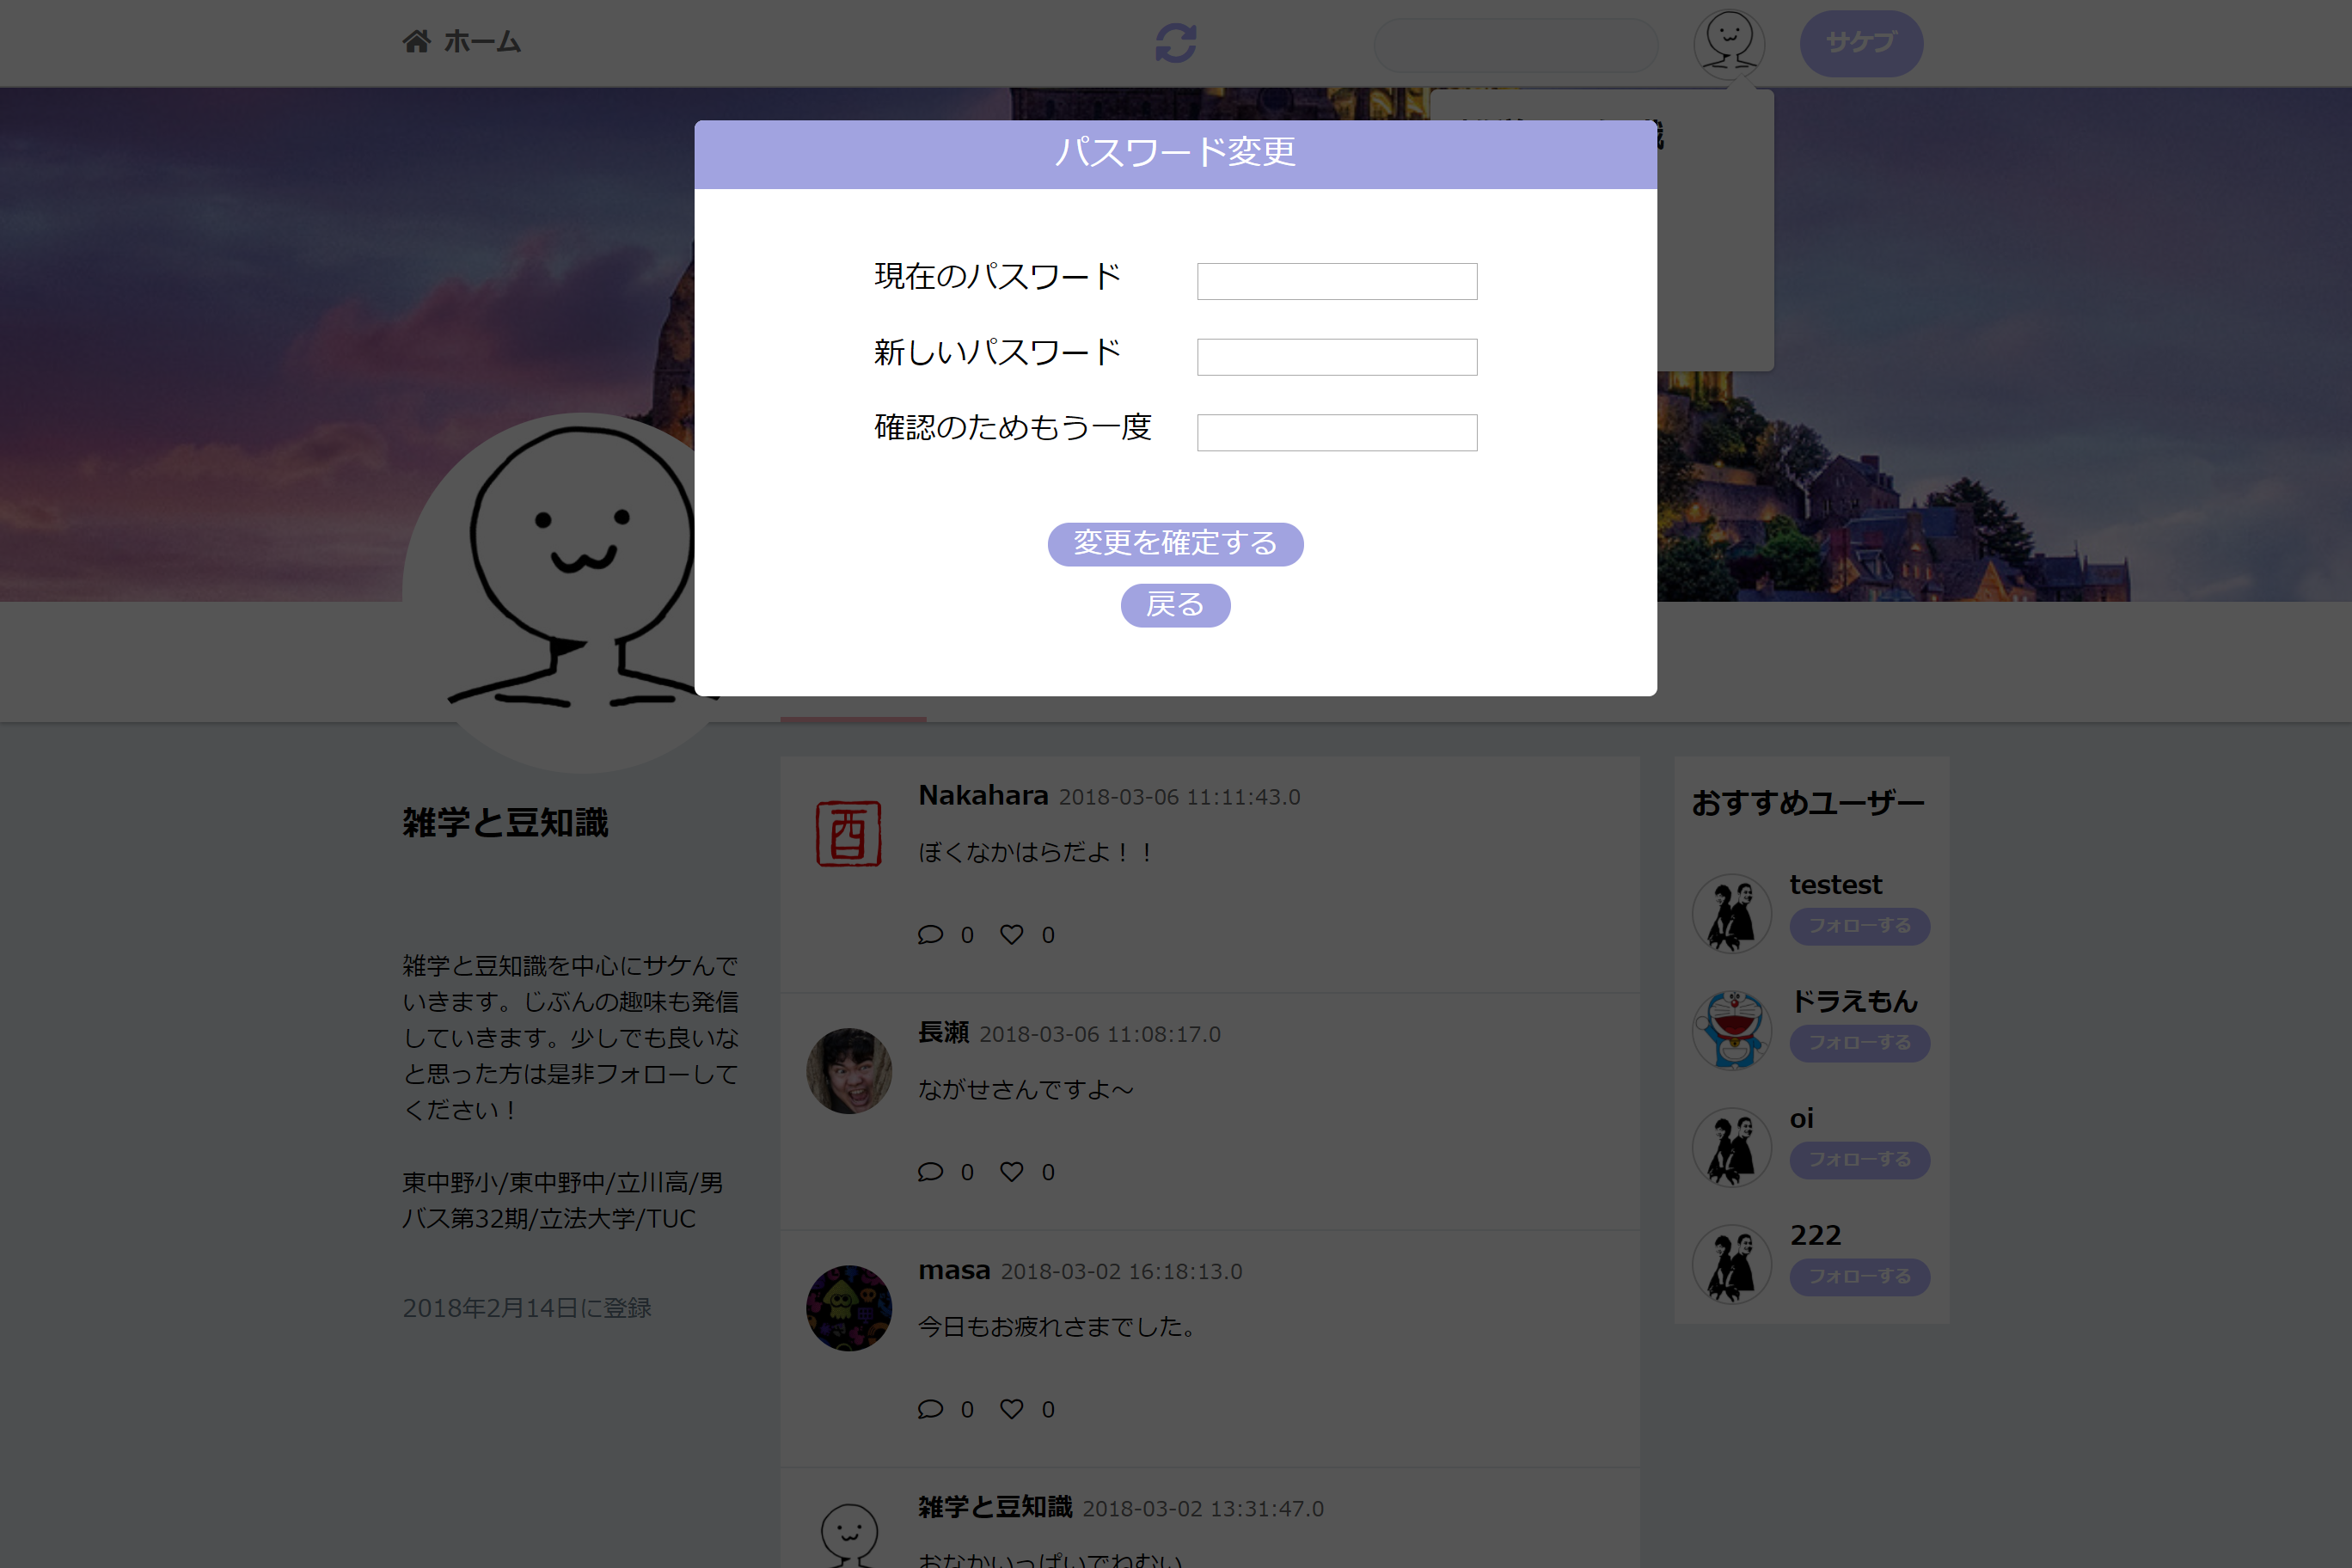 ホーム
サケブ
パスワード変更
現在のパスワード
新しいパスワード
確認のためもう一度
変更を確定する
戻る
雑学と豆知識
雑学と豆知識を中心にサケんで
いきます。じぶんの趣味も発信
していきます。少しでも良いな
と思った方は是非フォローして
ください！
東中野小/東中野中/立川高/男
バス第32期/立法大学/TUC
2018年2月14日に登録
Nakahara 2018-03-06 11:11:43.0
ぼくなかはらだよ！！
0 0
長瀬 2018-03-06 11:08:17.0
ながせさんですよ～
0 0
masa 2018-03-02 16:18:13.0
今日もお疲れさまでした。
0 0
雑学と豆知識 2018-03-02 13:31:47.0
おなかいっぱいでねむい
おすすめユーザー
testest
フォローする
ドラえもん
フォローする
oi
フォローする
222
フォローする